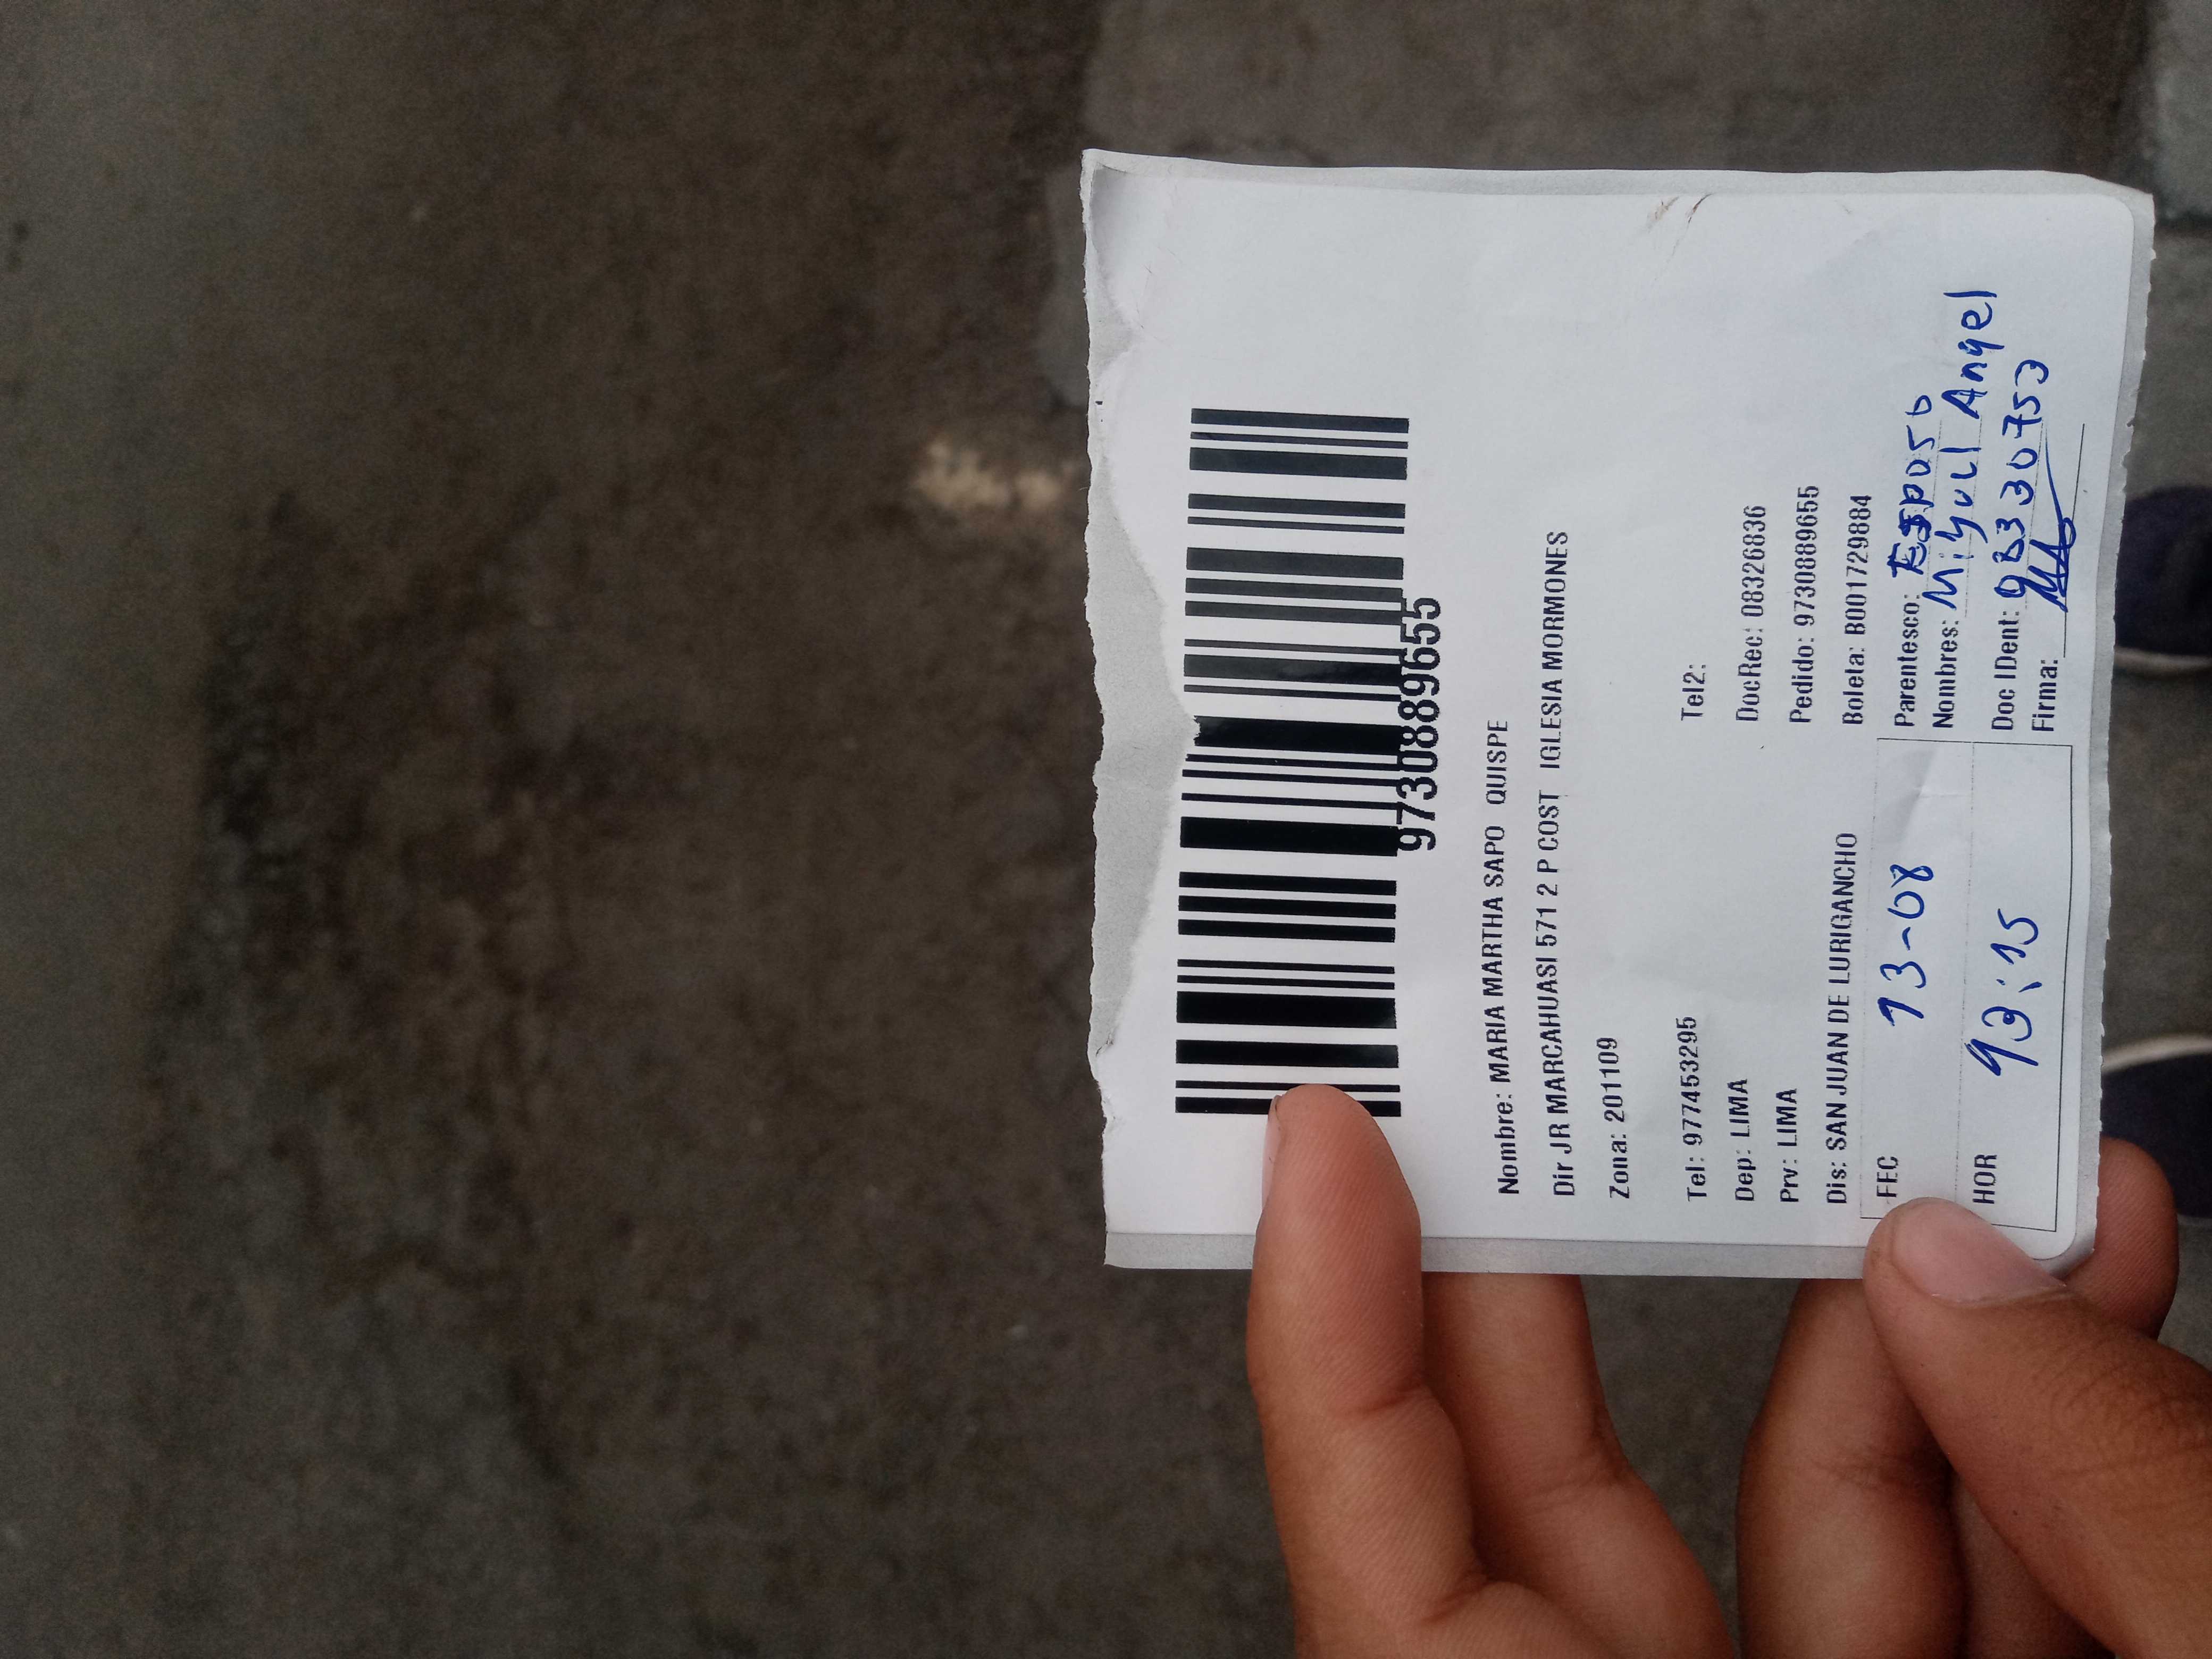 9730889655
Nombre: MARIA MARTHA SAPO QUISPE
Dir JR MARCAHUASI 571 2 P COST IGLESIA MORMONES
Zona: 201109
Tel: 977453295 Tel2:
Dep: LIMA DocRec: 08326836
Prv: LIMA Pedido: 9730889655
Dis: SAN JUAN DE LURIGANCHO Boleta: B001729884
FEC 13-08 Parentesco: Esposo
Nombres: Miguel Angel
HOR 13:15 Doc IDent:
Firma: